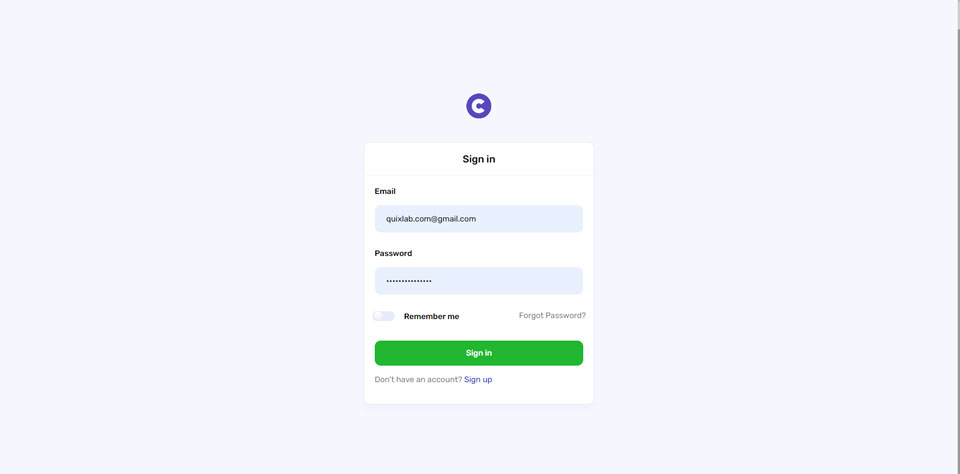 C
Sign in
Email
quixlab.com@gmail.com
Password
•••••••••••••••
Remember me Forgot Password?
Sign in
Don't have an account? Sign up